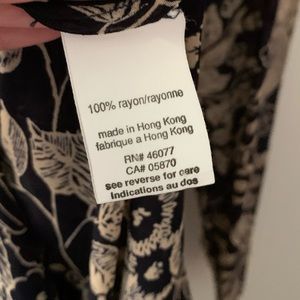 100% rayon/rayonne
made in Hong Kong
fabrique a Hong Kong
RN# 46077
CA# 05870
see reverse for care
Indications au dos